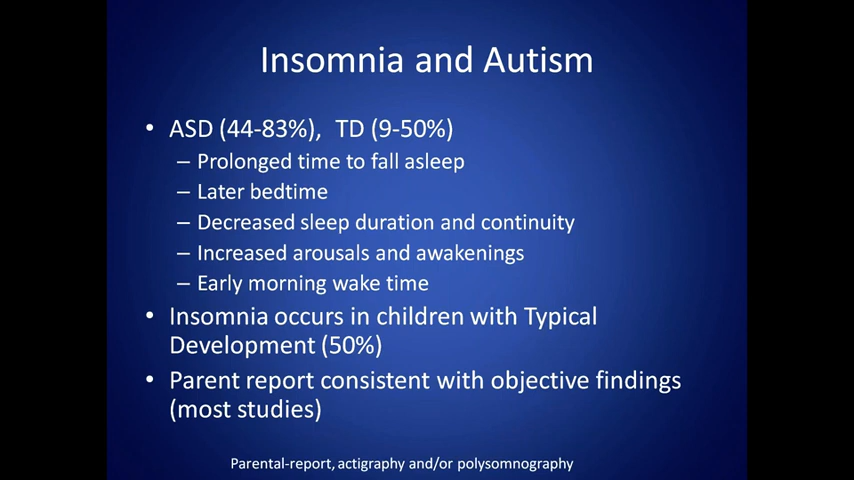 Insomnia and Autism
• ASD (44-83%), TD (9-50%)
– Prolonged time to fall asleep
– Later bedtime
– Decreased sleep duration and continuity
– Increased arousals and awakenings
– Early morning wake time
• Insomnia occurs in children with Typical
Development (50%)
• Parent report consistent with objective findings
(most studies)
Parental-report, actigraphy and/or polysomnography